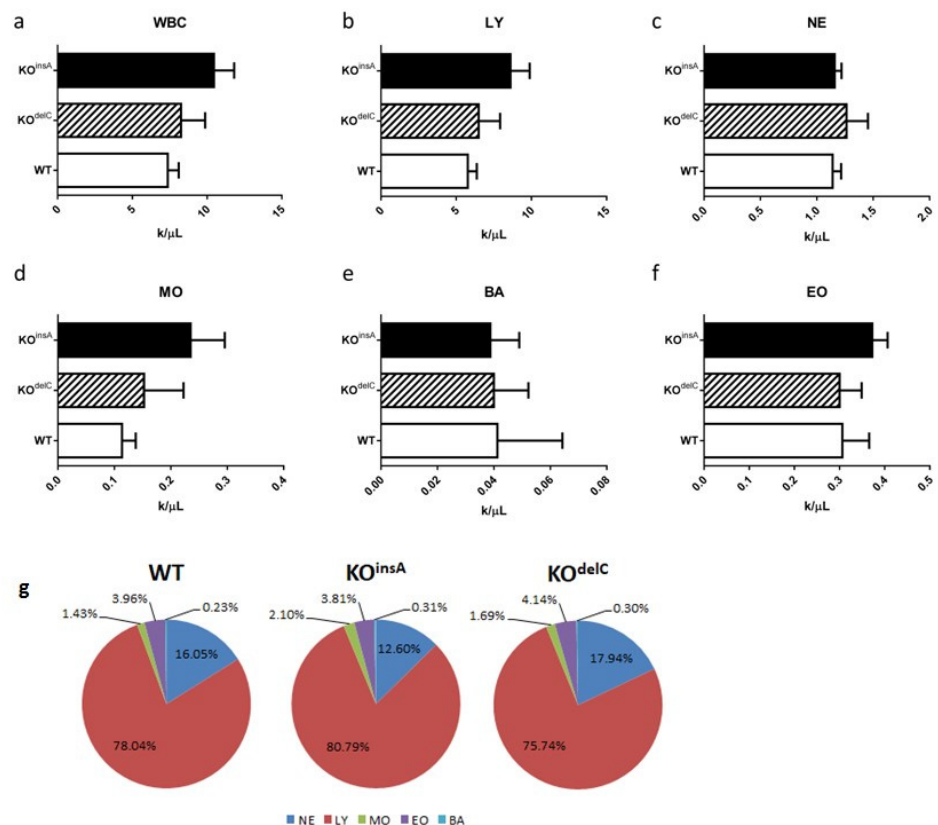 a
WBC
KO^insA
KO^delC
WT
0 5 10 15
k/μL
b
LY
KO^insA
KO^delC
WT
0 5 10 15
k/μL
c
NE
KO^insA
KO^delC
WT
0.0 0.5 1.0 1.5 2.0
k/μL
d
MO
KO^insA
KO^delC
WT
0.0 0.1 0.2 0.3 0.4
k/μL
e
BA
KO^insA
KO^delC
WT
0.00 0.02 0.04 0.06 0.08
k/μL
f
EO
KO^insA
KO^delC
WT
0.0 0.1 0.2 0.3 0.4 0.5
k/μL
g
WT
1.43%
3.96%
0.23%
16.05%
78.04%
KO^insA
2.10%
3.81%
0.31%
12.60%
80.79%
KO^delC
1.69%
4.14%
0.30%
17.94%
75.74%
NE LY MO EO BA